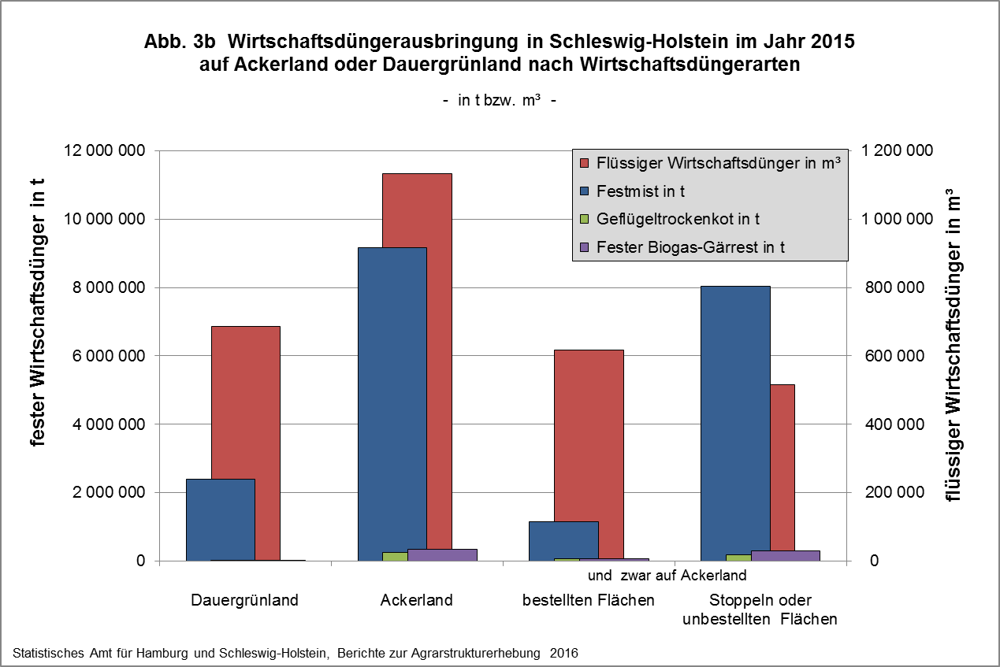 Abb. 3b Wirtschaftsdüngerausbringung in Schleswig-Holstein im Jahr 2015
auf Ackerland oder Dauergrünland nach Wirtschaftsdüngerarten
- in t bzw. m³ -
fester Wirtschaftsdünger in t
12 000 000
10 000 000
8 000 000
6 000 000
4 000 000
2 000 000
0
Flüssiger Wirtschaftsdünger in m³
Festmist in t
Geflügeltrockenkot in t
Fester Biogas-Gärrest in t
1 200 000
1 000 000
800 000
600 000
400 000
200 000
0
flüssiger Wirtschaftsdünger in m³
und zwar auf Ackerland
Dauergrünland
Ackerland
bestellten Flächen
Stoppeln oder
unbestellten Flächen
Statistisches Amt für Hamburg und Schleswig-Holstein, Berichte zur Agrarstrukturerhebung 2016